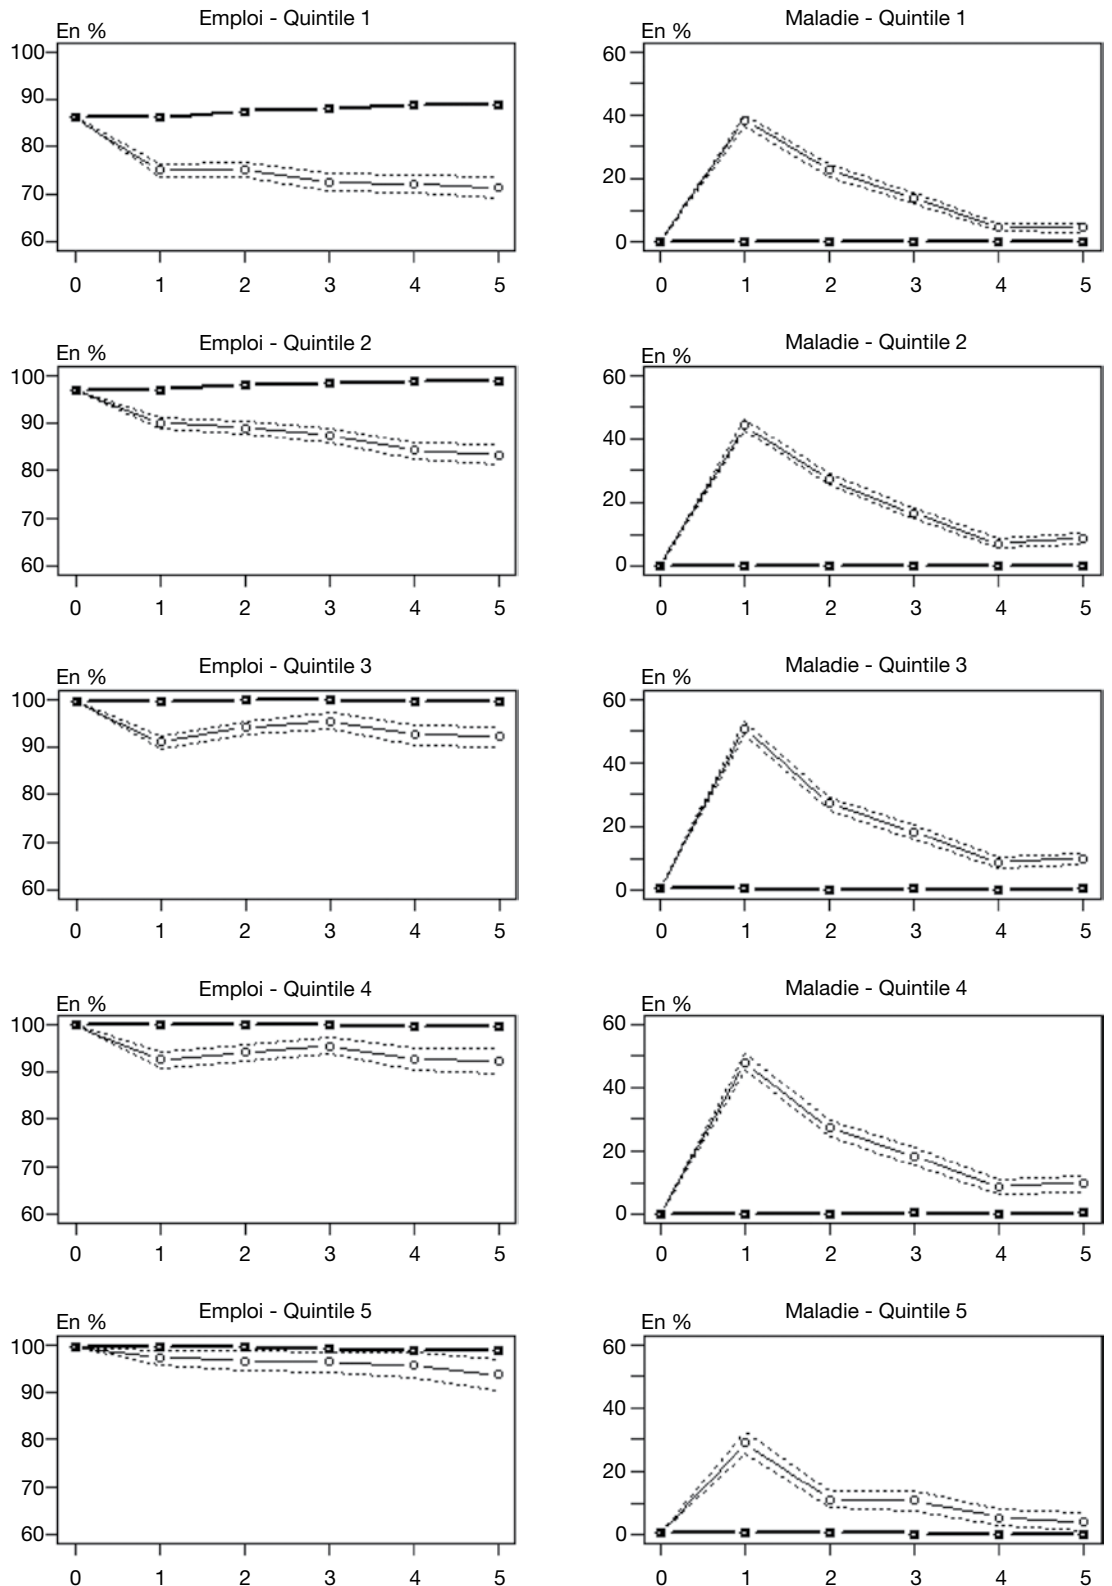 Emploi - Quintile 1
En %
100
90
80
70
60
0 1 2 3 4 5
Maladie - Quintile 1
En %
60
40
20
0
0 1 2 3 4 5
Emploi - Quintile 2
En %
100
90
80
70
60
0 1 2 3 4 5
Maladie - Quintile 2
En %
60
40
20
0
0 1 2 3 4 5
Emploi - Quintile 3
En %
100
90
80
70
60
0 1 2 3 4 5
Maladie - Quintile 3
En %
60
40
20
0
0 1 2 3 4 5
Emploi - Quintile 4
En %
100
90
80
70
60
0 1 2 3 4 5
Maladie - Quintile 4
En %
60
40
20
0
0 1 2 3 4 5
Emploi - Quintile 5
En %
100
90
80
70
60
0 1 2 3 4 5
Maladie - Quintile 5
En %
60
40
20
0
0 1 2 3 4 5